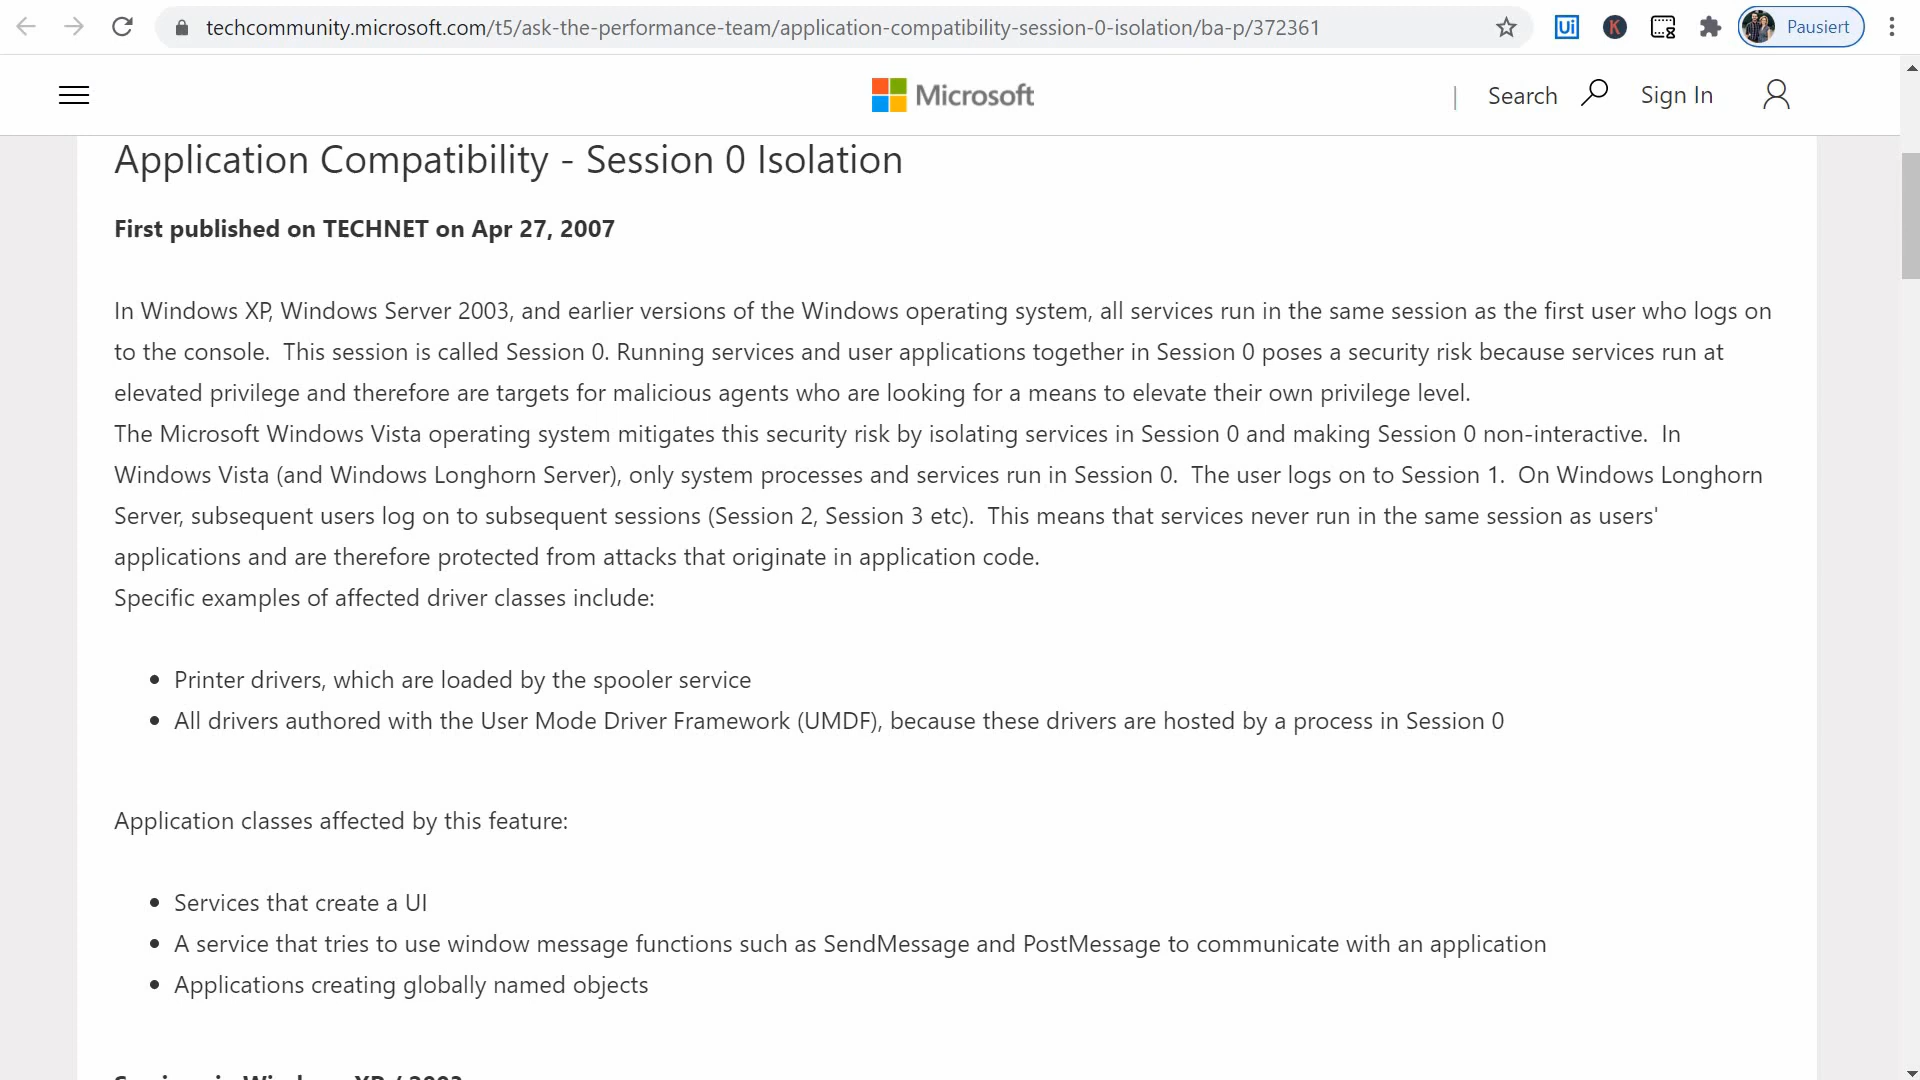 techcommunity.microsoft.com/t5/ask-the-performance-team/application-compatibility-session-0-isolation/ba-p/372361
Ui
K
Pausiert
Microsoft
| Search
Sign In
Application Compatibility - Session 0 Isolation
First published on TECHNET on Apr 27, 2007
In Windows XP, Windows Server 2003, and earlier versions of the Windows operating system, all services run in the same session as the first user who logs on
to the console.  This session is called Session 0. Running services and user applications together in Session 0 poses a security risk because services run at
elevated privilege and therefore are targets for malicious agents who are looking for a means to elevate their own privilege level.
The Microsoft Windows Vista operating system mitigates this security risk by isolating services in Session 0 and making Session 0 non-interactive.  In
Windows Vista (and Windows Longhorn Server), only system processes and services run in Session 0.  The user logs on to Session 1.  On Windows Longhorn
Server, subsequent users log on to subsequent sessions (Session 2, Session 3 etc).  This means that services never run in the same session as users'
applications and are therefore protected from attacks that originate in application code.
Specific examples of affected driver classes include:
• Printer drivers, which are loaded by the spooler service
• All drivers authored with the User Mode Driver Framework (UMDF), because these drivers are hosted by a process in Session 0
Application classes affected by this feature:
• Services that create a UI
• A service that tries to use window message functions such as SendMessage and PostMessage to communicate with an application
• Applications creating globally named objects